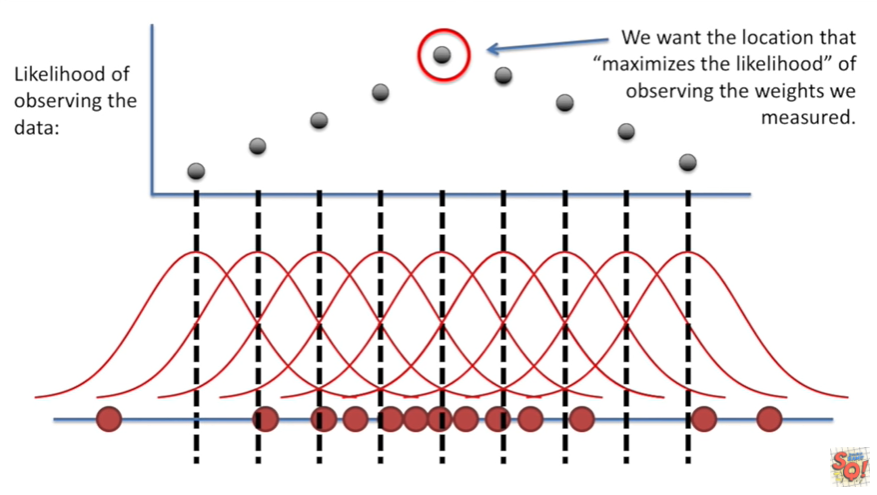 We want the location that
“maximizes the likelihood” of
observing the weights we
measured.
Likelihood of
observing the
data:
SQ!